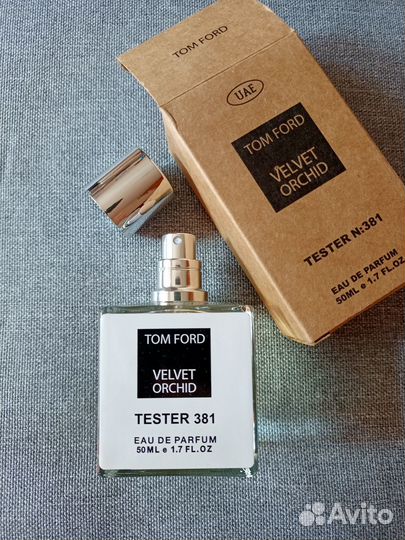 TOM FORD
UAE
TOM FORD
VELVET
ORCHID
TESTER N:381
EAU DE PARFUM
50ML e 1.7 FL.OZ
TOM FORD
VELVET
ORCHID
TESTER 381
EAU DE PARFUM
50ML e 1.7 FL.OZ
Avito